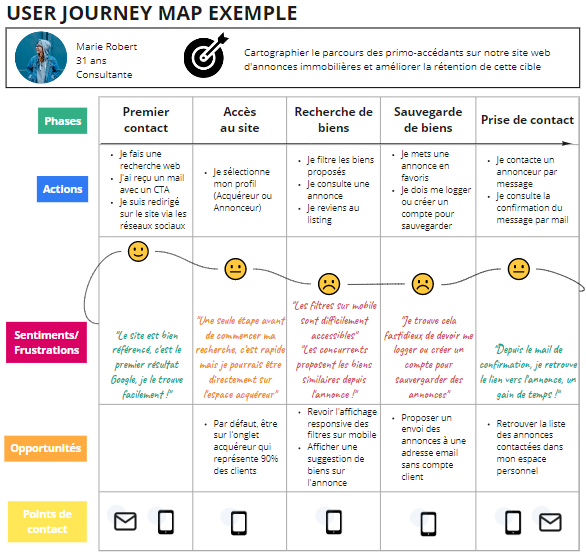 USER JOURNEY MAP EXEMPLE
Marie Robert
31 ans
Consultante
Cartographier le parcours des primo-accédants sur notre site web
d'annonces immobilières et améliorer la rétention de cette cible
Phases
Premier
contact
Accès
au site
Recherche de
biens
Sauvegarde
de biens
Prise de contact
Actions
• Je fais une
recherche web
• J'ai reçu un mail
avec un CTA
• Je suis redirigé
sur le site via les
réseaux sociaux
• Je sélectionne
mon profil
(Acquéreur ou
Annonceur)
• Je filtre les biens
proposés
• Je consulte une
annonce
• Je reviens au
listing
• Je mets une
annonce en
favoris
• Je dois me logger
ou créer un
compte pour
sauvegarder
• Je contacte un
annonceur par
message
• Je consulte la
confirmation du
message par mail
Sentiments/
Frustrations
"Le site est bien
référencé, c'est le
premier résultat
Google, je le trouve
facilement !"
"Une seule étape avant
de commencer ma
recherche, c'est rapide
mais je pourrais être
directement sur
l'espace acquéreur"
"Les filtres sur mobile
sont difficilement
accessibles"
"Les concurrents
proposent les biens
similaires depuis
l'annonce !"
"Je trouve cela
fastidieux de devoir me
logger ou créer un
compte pour
sauvergarder des
annonces"
"Depuis le mail de
confirmation, je retrouve
le lien vers l'annonce, un
gain de temps !"
Opportunités
• Par défaut, être
sur l'onglet
acquéreur qui
représente 90%
des clients
• Revoir l'affichage
responsive des
filtres sur mobile
• Afficher une
suggestion de
biens sur
l'annonce
• Proposer un
envoi des
annonces à une
adresse email
sans compte
client
• Retrouver la liste
des annonces
contactées dans
mon espace
personnel
Points de
contact